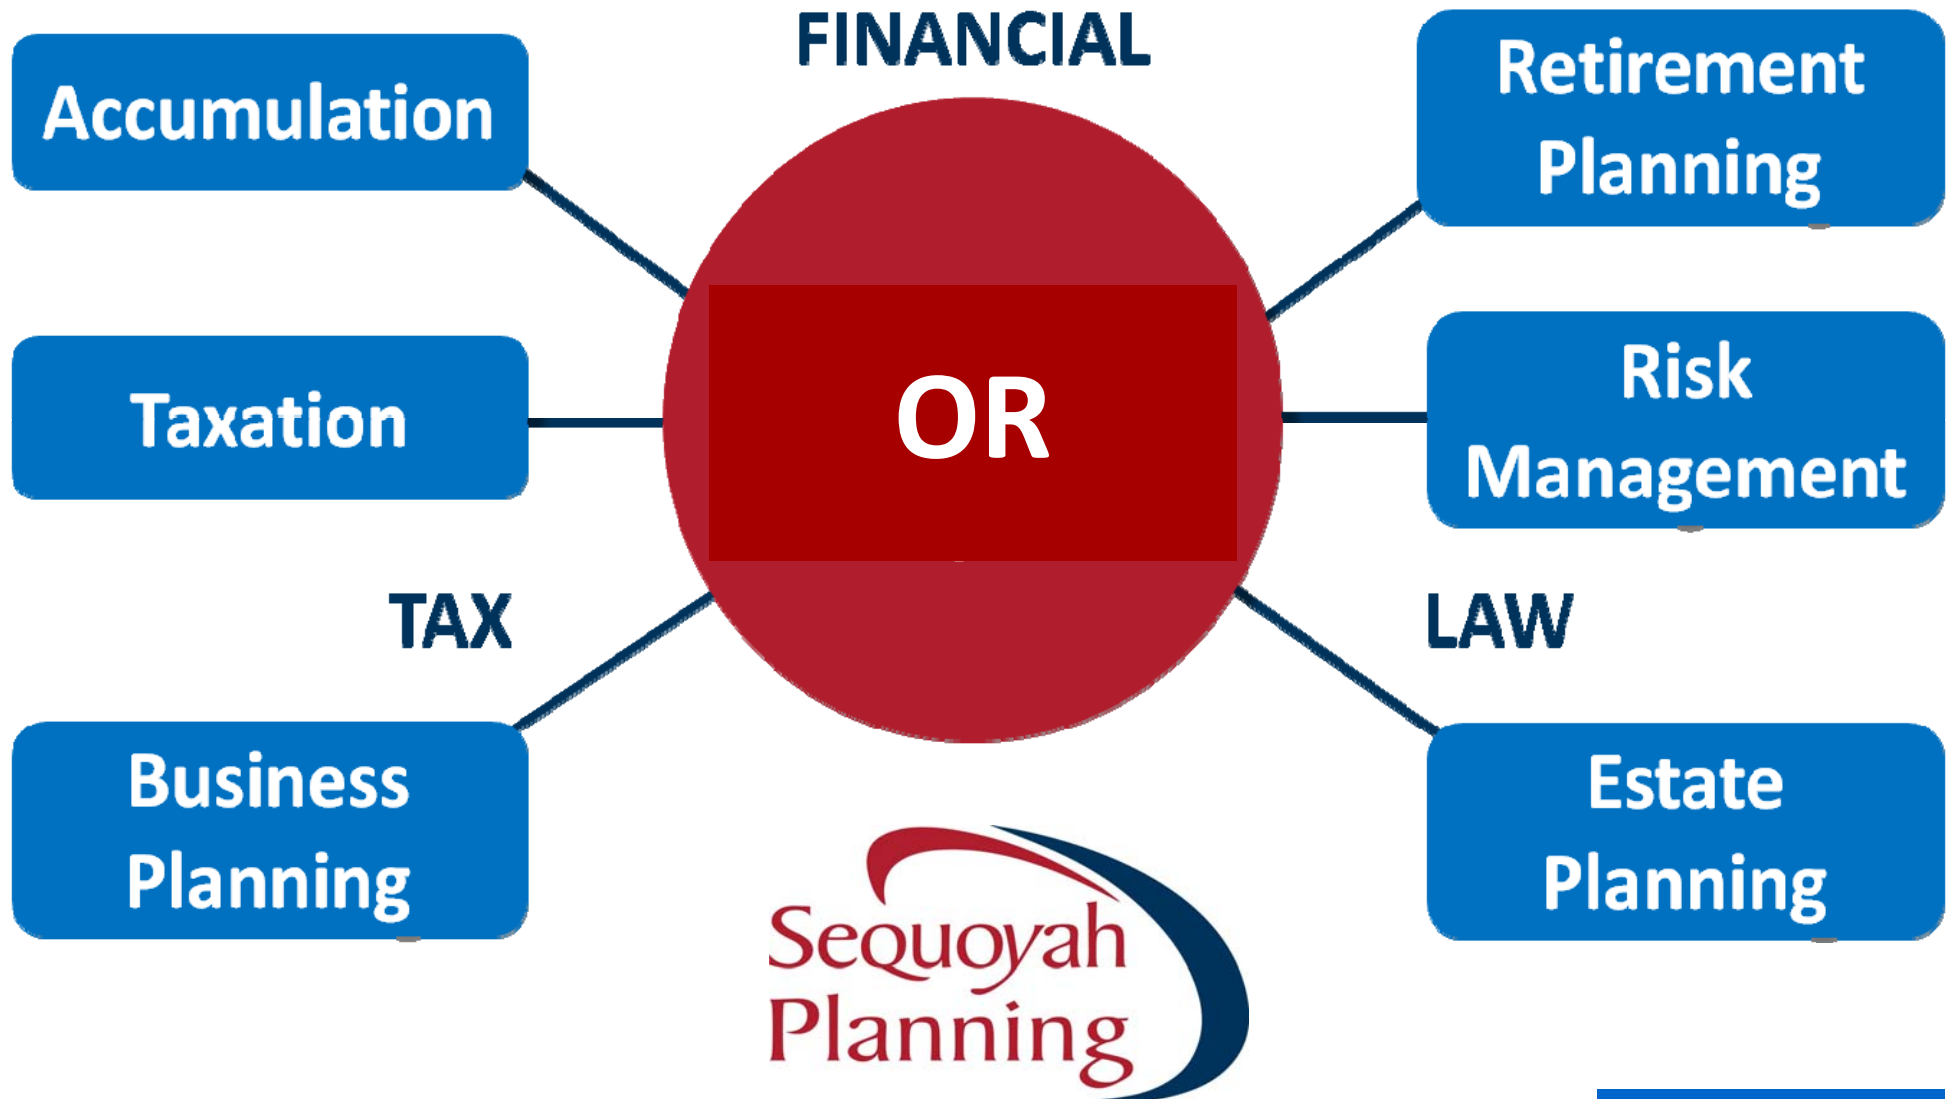 FINANCIAL
Accumulation
Retirement
Planning
Taxation
OR
Risk
Management
TAX
LAW
Business
Planning
Estate
Planning
Sequoyah
Planning